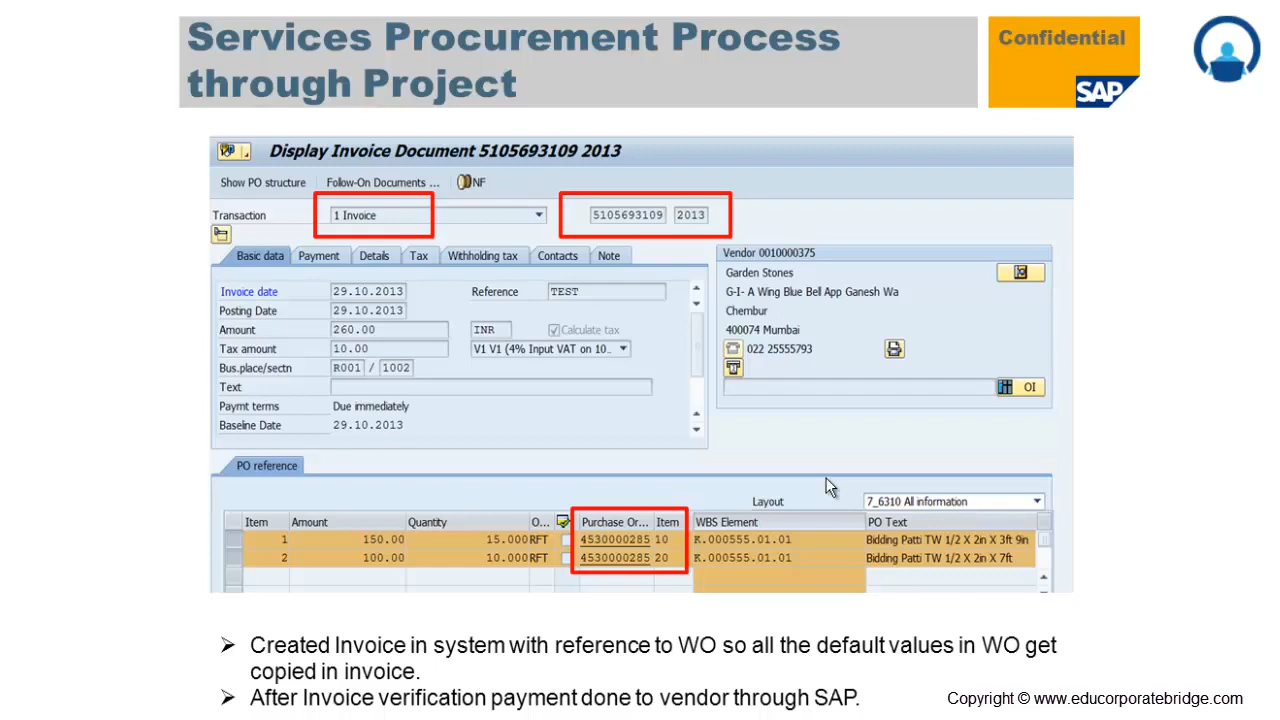 Services Procurement Process
through Project
Confidential
SAP
Display Invoice Document 5105693109 2013
Show PO structure Follow-On Documents ... NF
Transaction 1 Invoice 5105693109 2013
Basic data Payment Details Tax Withholding tax Contacts Note
Vendor 0010000375
Invoice date 29.10.2013 Reference TEST
Garden Stones
Posting Date 29.10.2013
G-I- A Wing Blue Bell App Ganesh Wa
Chembur
Amount 260.00 INR Calculate tax
400074 Mumbai
Tax amount 10.00 V1 V1 (4% Input VAT on 10..
022 25555793
Bus.place/sectn R001 / 1002
Text
OI
Paymt terms Due immediately
Baseline Date 29.10.2013
PO reference
Layout 7_6310 All information
Item Amount Quantity O... Purchase Or... Item WBS Element PO Text
1 150.00 15.000 RFT 4530000285 10 K.000555.01.01 Bidding Patti TW 1/2 X 2in X 3ft 9in
2 100.00 10.000 RFT 4530000285 20 K.000555.01.01 Bidding Patti TW 1/2 X 2in X 7ft
➢ Created Invoice in system with reference to WO so all the default values in WO get
copied in invoice.
➢ After Invoice verification payment done to vendor through SAP.
Copyright © www.educorporatebridge.com